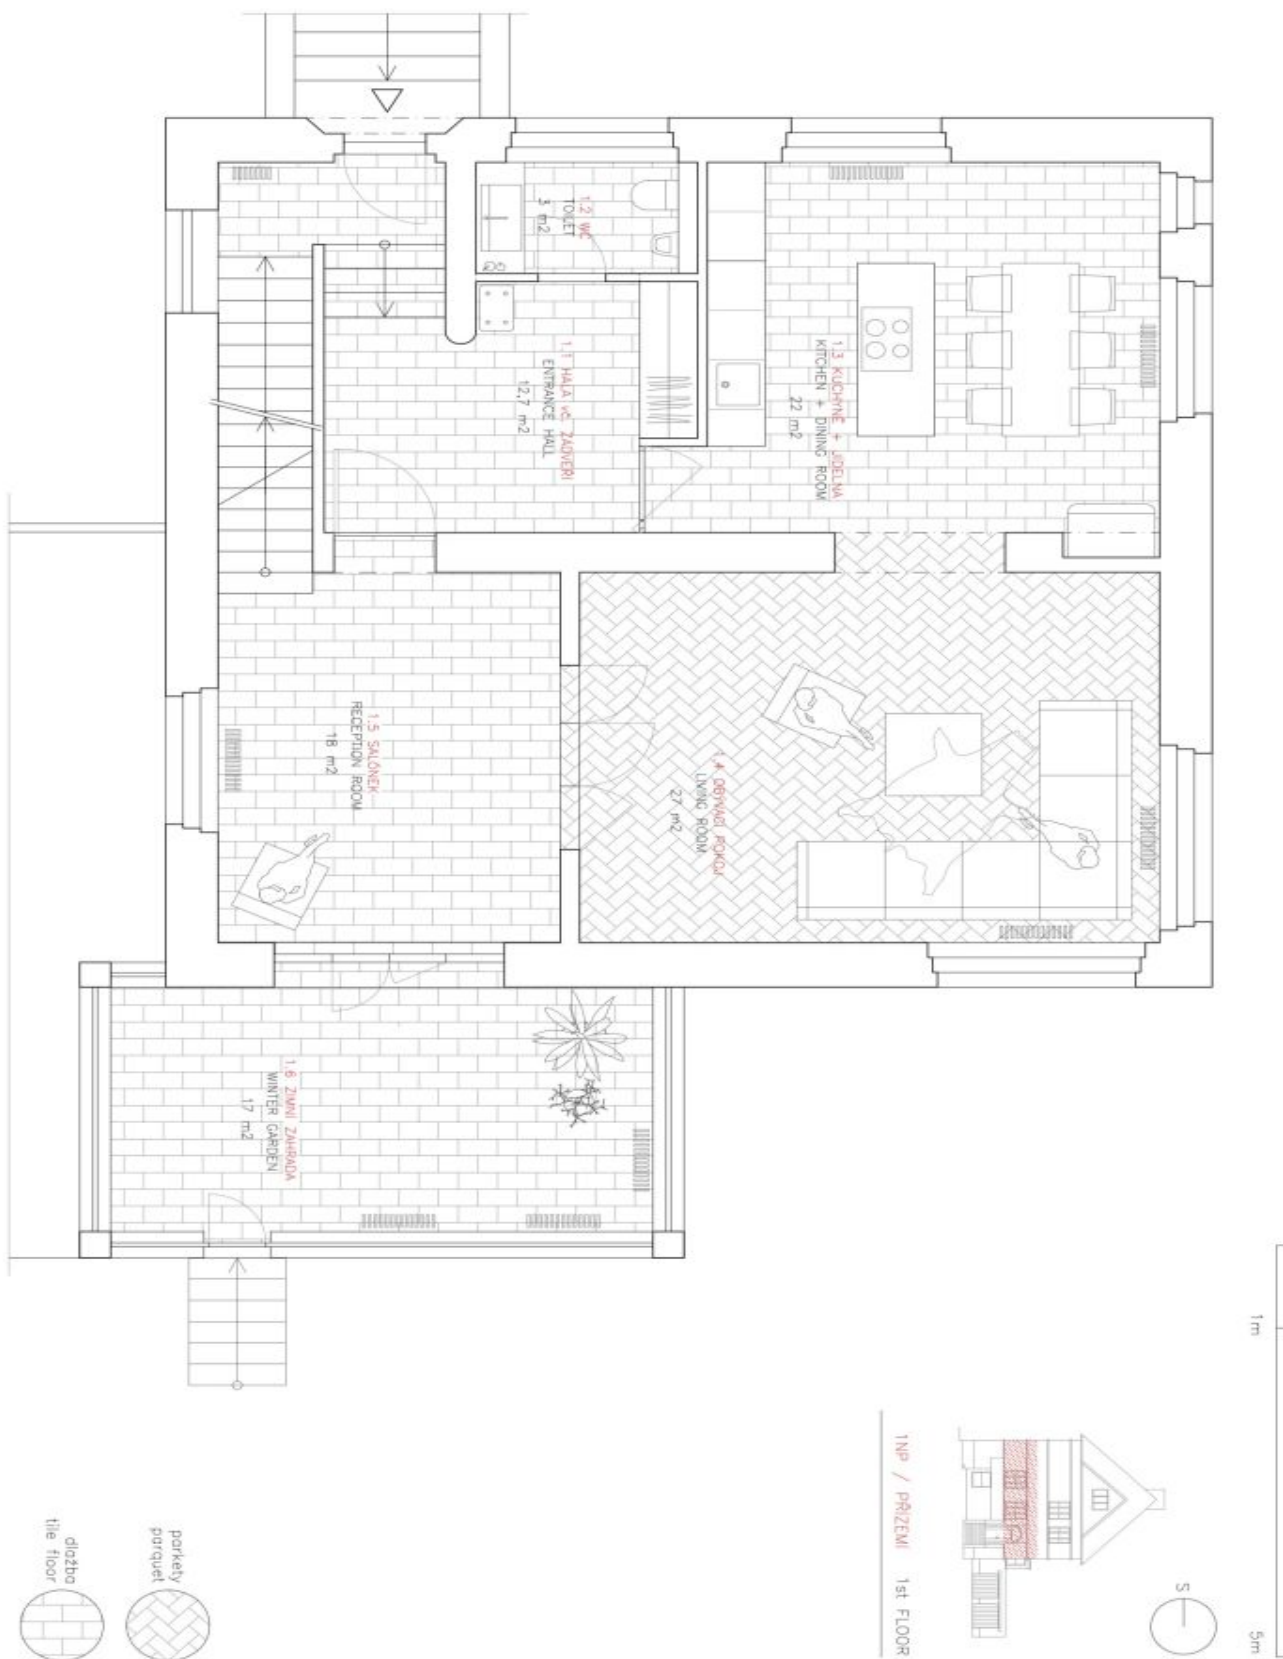 1.2 WC
TOILET
3 m2
1.3 KUCHYNĚ + JÍDELNA
KITCHEN + DINING ROOM
22 m2
1.1 HALA vč. ZÁDVEŘÍ
ENTRANCE HALL
12,7 m2
1.5 SALÓNEK
RECEPTION ROOM
18 m2
1.4 OBÝVACÍ POKOJ
LIVING ROOM
27 m2
1.6 ZIMNÍ ZAHRADA
WINTER GARDEN
17 m2
1m
5m
S
1NP / PŘÍZEMÍ 1st FLOOR
parkety
parquet
dlažba
tile floor